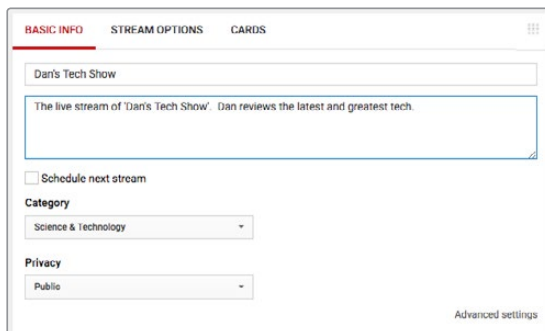 BASIC INFO STREAM OPTIONS CARDS
Dan's Tech Show
The live stream of 'Dan's Tech Show'. Dan reviews the latest and greatest tech.
Schedule next stream
Category
Science & Technology
Privacy
Public
Advanced settings